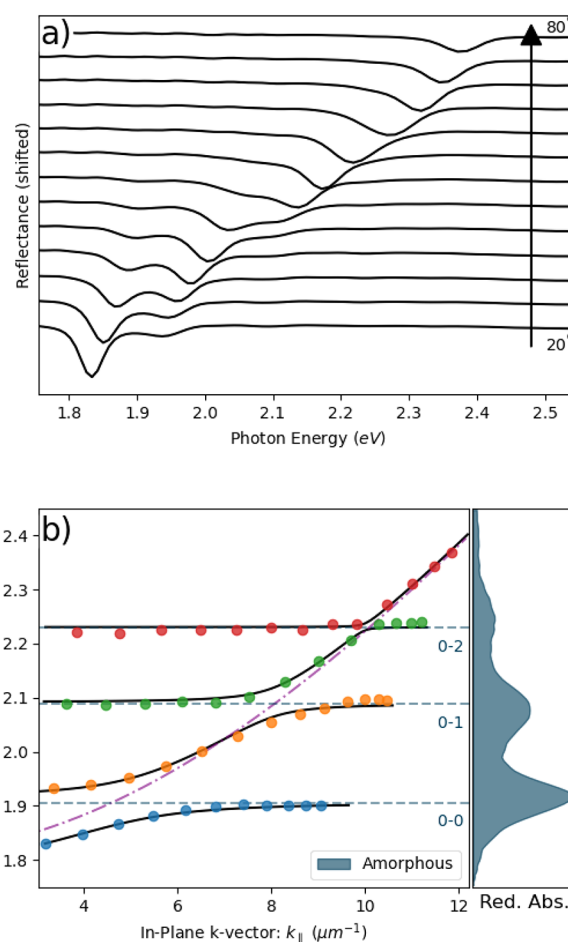 a)
80°
Reflectance (shifted)
20°
1.8 1.9 2.0 2.1 2.2 2.3 2.4 2.5
Photon Energy (eV)
b)
2.4
2.3
2.2
2.1
2.0
1.9
1.8
0-2
0-1
0-0
Amorphous
4 6 8 10 12
Red. Abs.
In-Plane k-vector: k∥ (μm⁻¹)